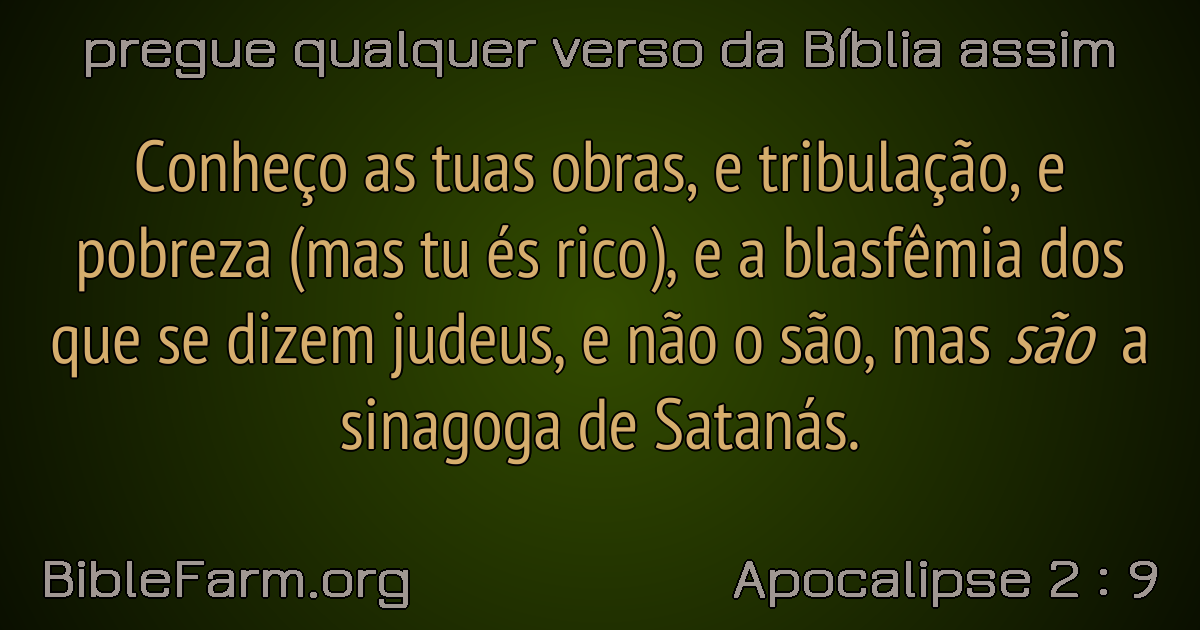 pregue qualquer verso da Bíblia assim
Conheço as tuas obras, e tribulação, e
pobreza (mas tu és rico), e a blasfêmia dos
que se dizem judeus, e não o são, mas são a
sinagoga de Satanás.
BibleFarm.org
Apocalipse 2 : 9